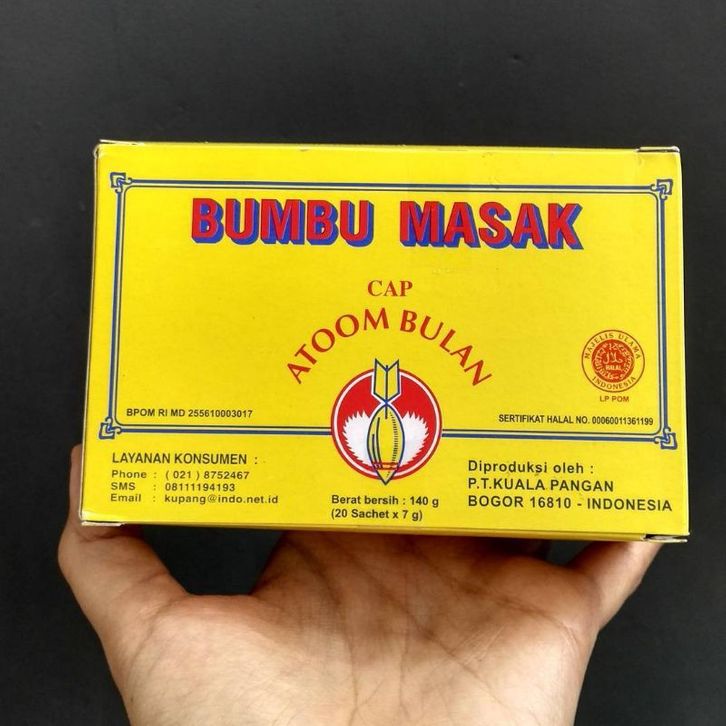 BUMBU MASAK
CAP
ATOOM BULAN
MAJELIS ULAMA
حلال
HALAL
INDONESIA
LP POM
BPOM RI MD 255610003017
SERTIFIKAT HALAL NO. 00060011361199
LAYANAN KONSUMEN :
Phone : ( 021 ) 8752467
SMS : 08111194193
Email : kupang@indo.net.id
Berat bersih : 140 g
(20 Sachet x 7 g)
Diproduksi oleh :
P.T.KUALA PANGAN
BOGOR 16810 - INDONESIA